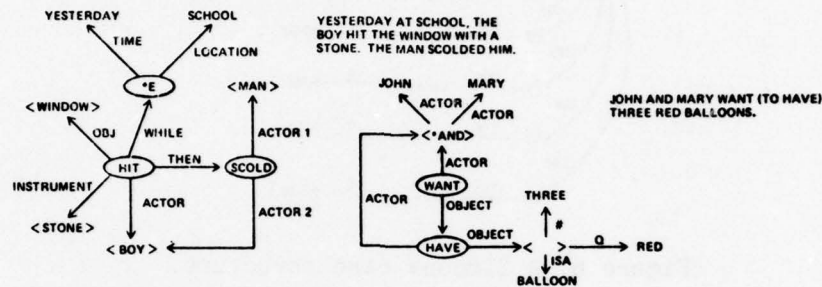 YESTERDAY
SCHOOL
TIME
LOCATION
*E
<WINDOW>
<MAN>
OBJ
WHILE
ACTOR 1
HIT
THEN
SCOLD
INSTRUMENT
ACTOR
ACTOR 2
<STONE>
<BOY>
YESTERDAY AT SCHOOL, THE
BOY HIT THE WINDOW WITH A
STONE. THE MAN SCOLDED HIM.
JOHN
MARY
ACTOR
ACTOR
<*AND>
ACTOR
ACTOR
WANT
OBJECT
THREE
HAVE
OBJECT
#
< >
Q
RED
ISA
BALLOON
JOHN AND MARY WANT (TO HAVE)
THREE RED BALLOONS.